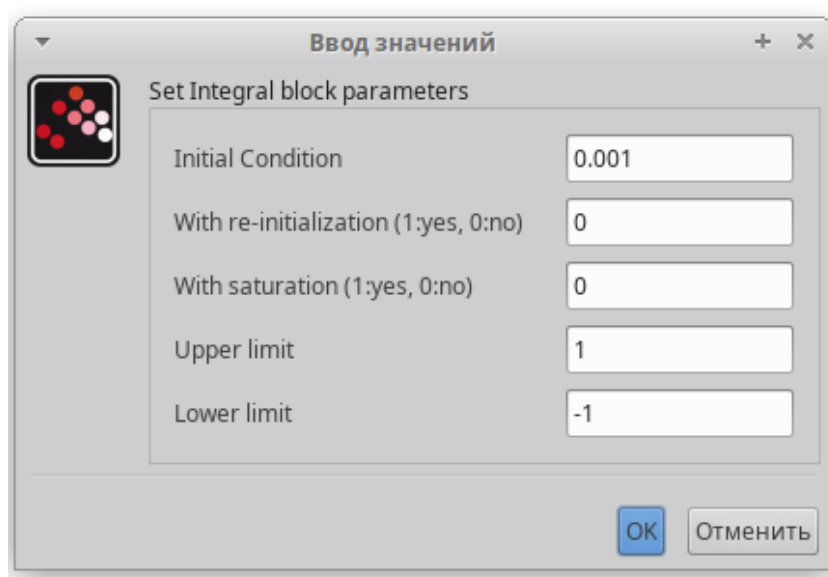 Ввод значений
Set Integral block parameters
Initial Condition 0.001
With re-initialization (1:yes, 0:no) 0
With saturation (1:yes, 0:no) 0
Upper limit 1
Lower limit -1
OK Отменить